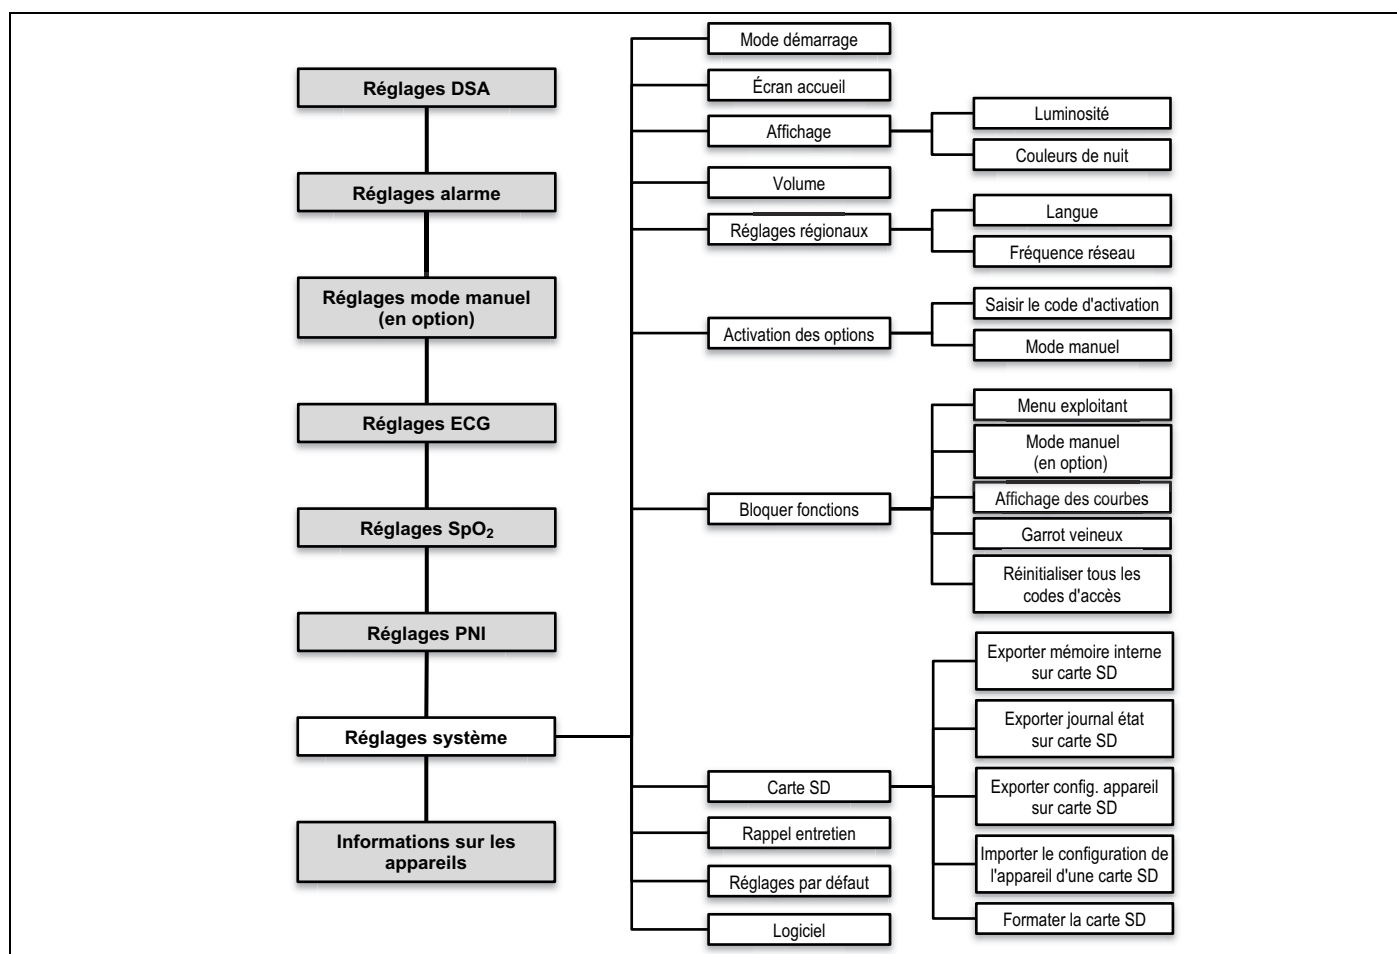 Réglages DSA
Réglages alarme
Réglages mode manuel
(en option)
Réglages ECG
Réglages SpO₂
Réglages PNI
Réglages système
Informations sur les
appareils
Mode démarrage
Écran accueil
Affichage
Luminosité
Couleurs de nuit
Volume
Réglages régionaux
Langue
Fréquence réseau
Activation des options
Saisir le code d'activation
Mode manuel
Bloquer fonctions
Menu exploitant
Mode manuel
(en option)
Affichage des courbes
Garrot veineux
Réinitialiser tous les
codes d'accès
Carte SD
Exporter mémoire interne
sur carte SD
Exporter journal état
sur carte SD
Exporter config. appareil
sur carte SD
Importer le configuration de
l'appareil d'une carte SD
Formater la carte SD
Rappel entretien
Réglages par défaut
Logiciel